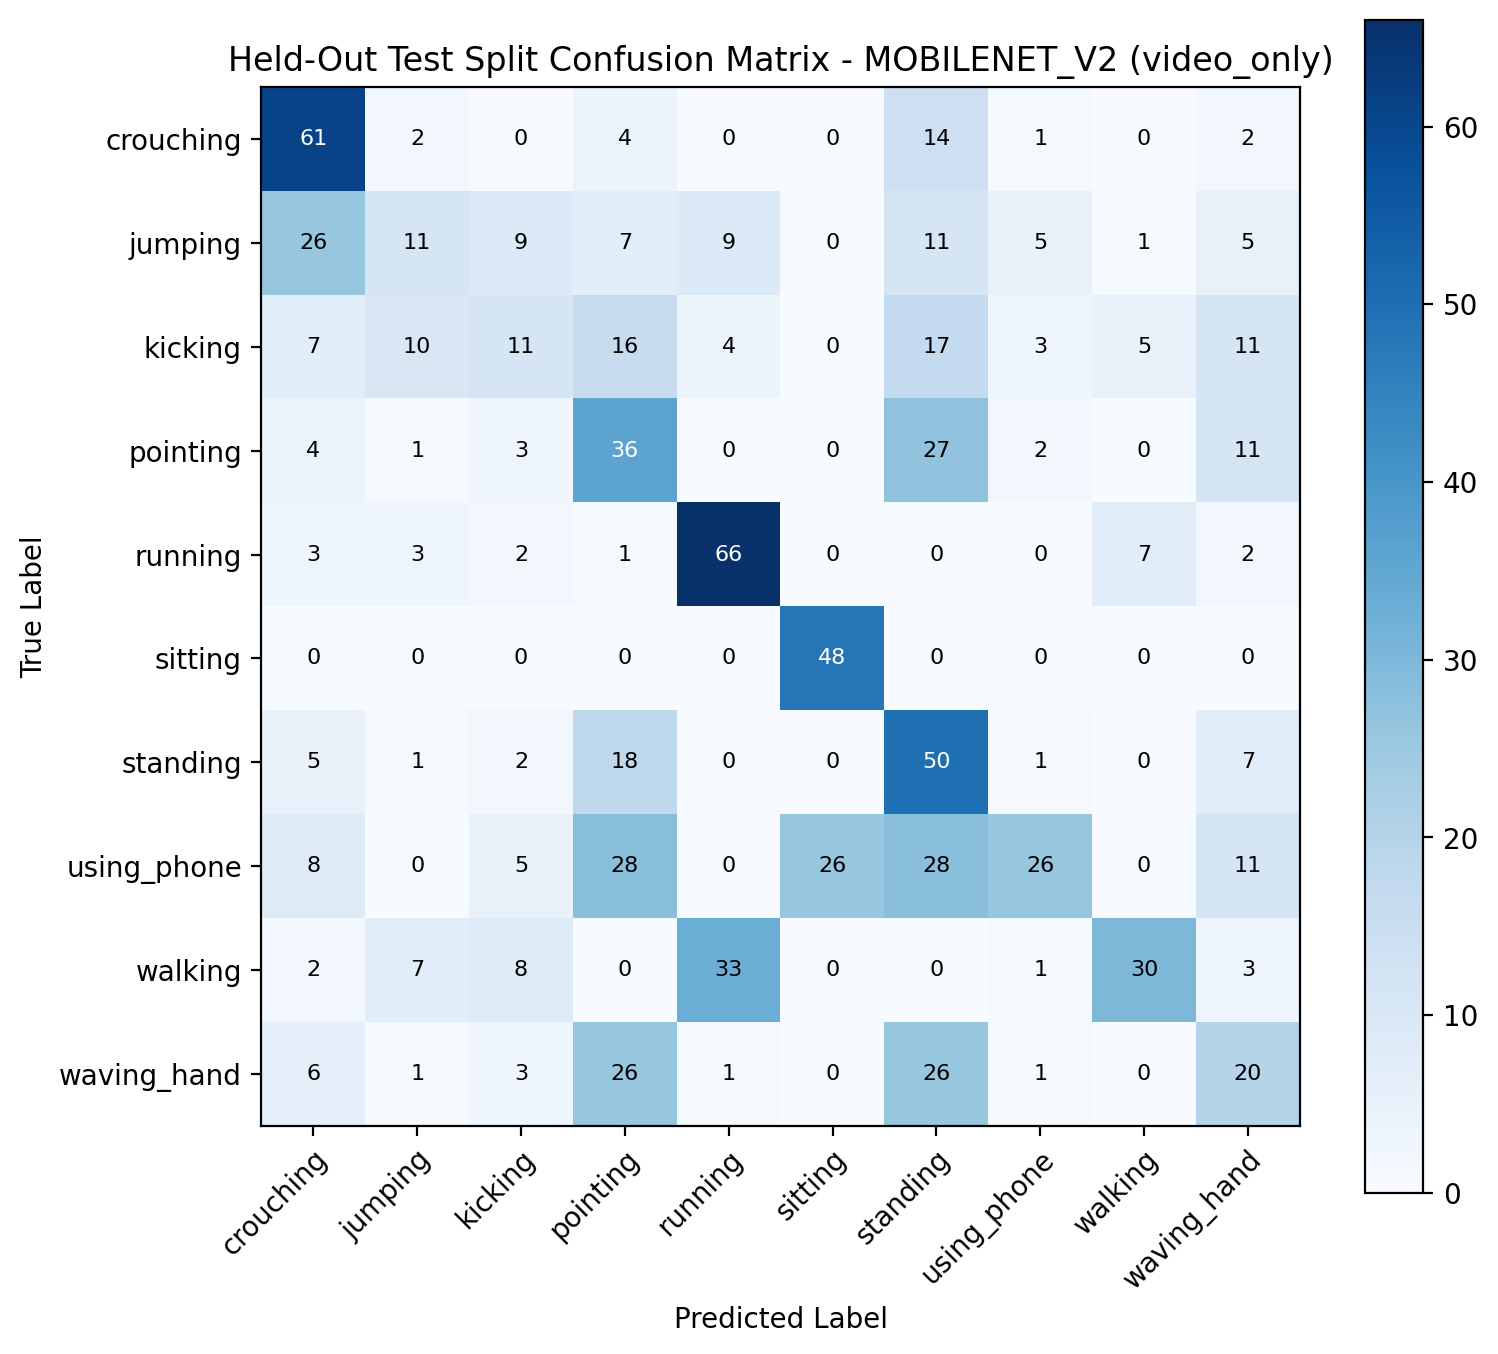 Held-Out Test Split Confusion Matrix - MOBILENET_V2 (video_only)
crouching 61 2 0 4 0 0 14 1 0 2
jumping 26 11 9 7 9 0 11 5 1 5
kicking 7 10 11 16 4 0 17 3 5 11
pointing 4 1 3 36 0 0 27 2 0 11
running 3 3 2 1 66 0 0 0 7 2
sitting 0 0 0 0 0 48 0 0 0 0
standing 5 1 2 18 0 0 50 1 0 7
using_phone 8 0 5 28 0 26 28 26 0 11
walking 2 7 8 0 33 0 0 1 30 3
waving_hand 6 1 3 26 1 0 26 1 0 20
crouching jumping kicking pointing running sitting standing using_phone walking waving_hand
Predicted Label
True Label
60
50
40
30
20
10
0